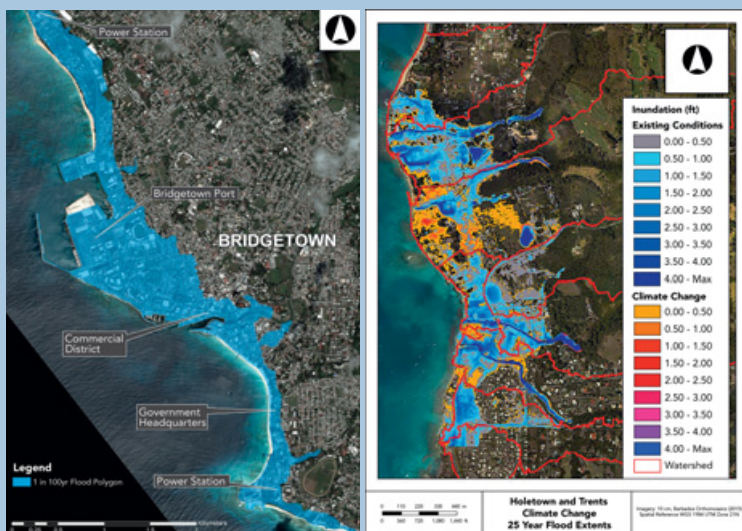 Power Station
Bridgetown Port
BRIDGETOWN
Commercial
District
Government
Headquarters
Power Station
Legend
1 in 100yr Flood Polygon
Kilometers
Inundation (ft)
Existing Conditions
0.00 - 0.50
0.50 - 1.00
1.00 - 1.50
1.50 - 2.00
2.00 - 2.50
2.50 - 3.00
3.00 - 3.50
3.50 - 4.00
4.00 - Max
Climate Change
0.00 - 0.50
0.50 - 1.00
1.00 - 1.50
1.50 - 2.00
2.00 - 2.50
2.50 - 3.00
3.00 - 3.50
3.50 - 4.00
4.00 - Max
Watershed
Holetown and Trents
Climate Change
25 Year Flood Extents